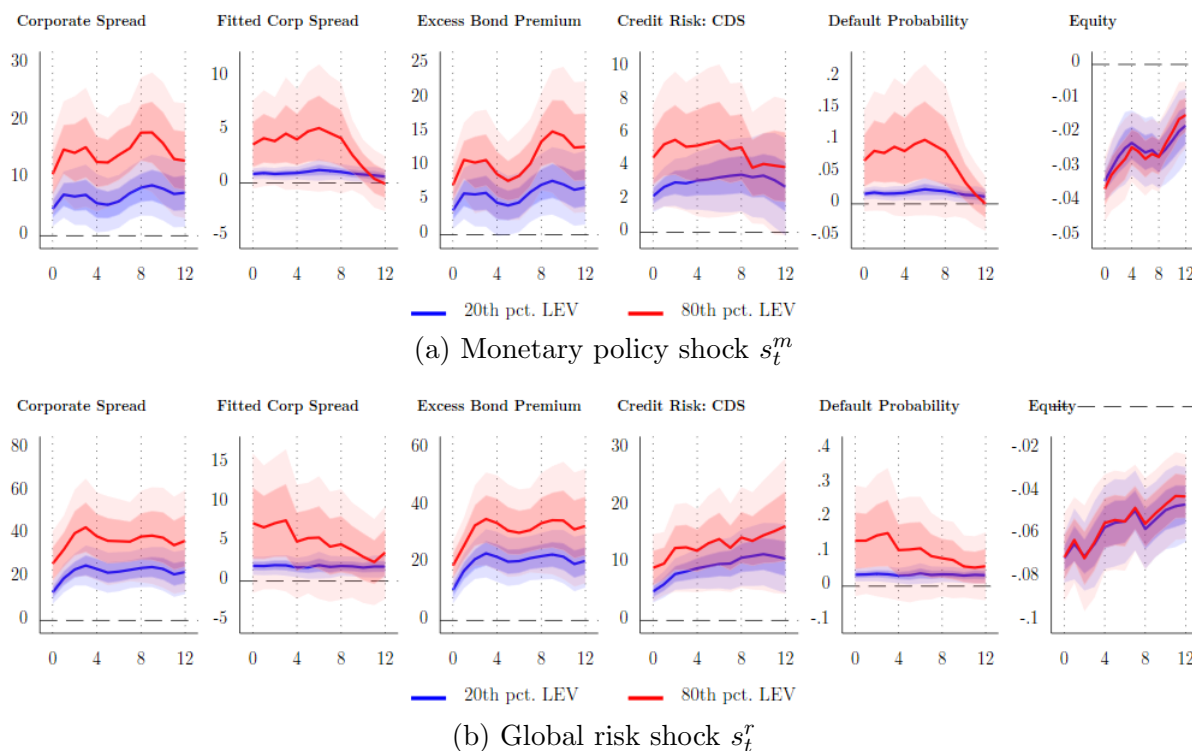 Corporate Spread Fitted Corp Spread Excess Bond Premium Credit Risk: CDS Default Probability Equity
30 10 25 10 .2 0
20 5 20 8 .15 -.01
10 0 15 6 .1 -.02
0 -5 10 4 .05 -.03
5 2 0 -.04
0 0 -.05 -.05
0 4 8 12 0 4 8 12 0 4 8 12 0 4 8 12 0 4 8 12 0 4 8 12
20th pct. LEV 80th pct. LEV
(a) Monetary policy shock s_t^m
Corporate Spread Fitted Corp Spread Excess Bond Premium Credit Risk: CDS Default Probability Equity
80 15 60 30 .4 -.02
60 10 40 20 .3 -.04
40 5 20 10 .2 -.06
20 0 0 0 .1 -.08
0 -5 0 -.1
-.1
0 4 8 12 0 4 8 12 0 4 8 12 0 4 8 12 0 4 8 12 0 4 8 12
20th pct. LEV 80th pct. LEV
(b) Global risk shock s_t^r